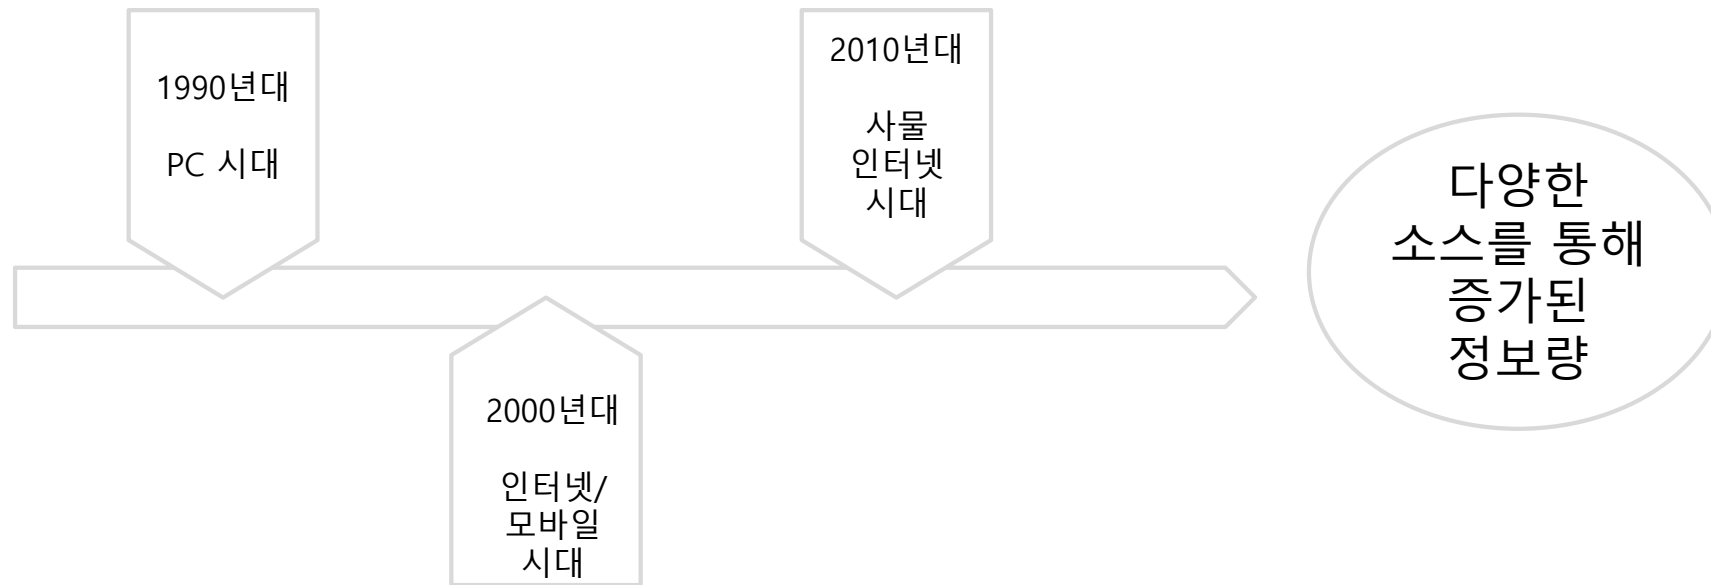 1990년대
PC 시대
2000년대
인터넷/
모바일
시대
2010년대
사물
인터넷
시대
다양한
소스를 통해
증가된
정보량